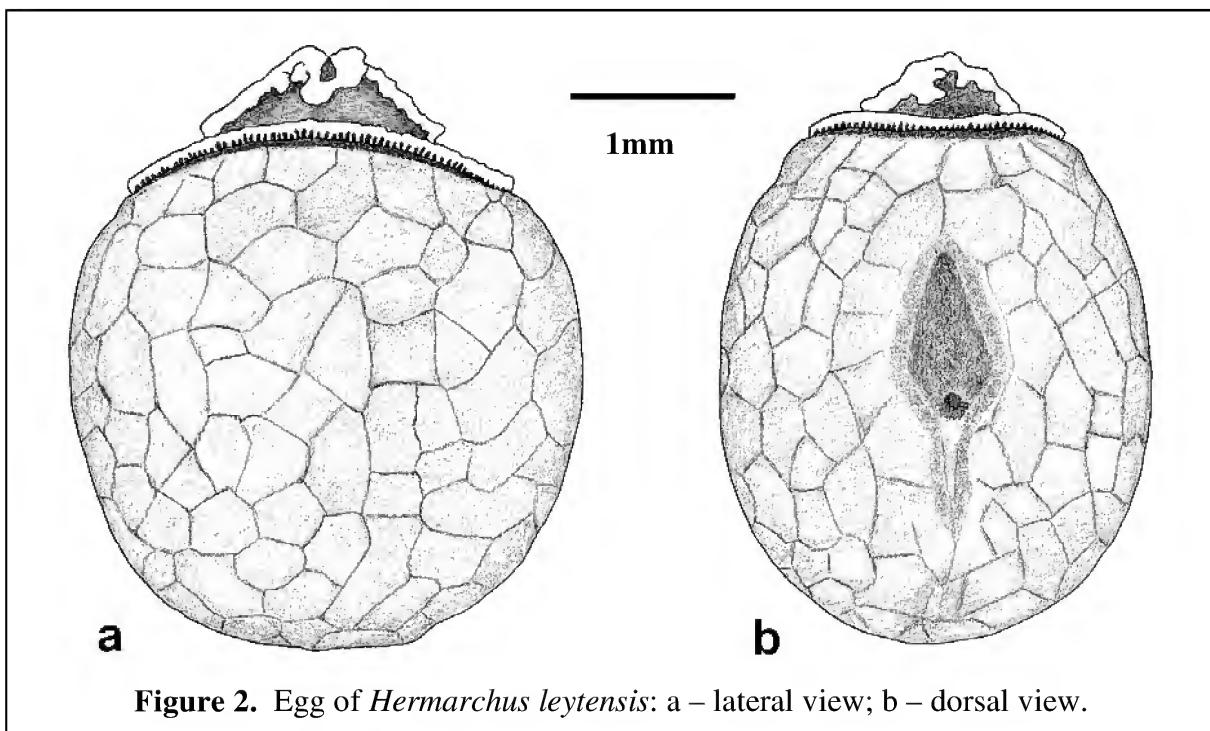 1mm
a
b
Figure 2. Egg of Hermarchus leytensis: a – lateral view; b – dorsal view.